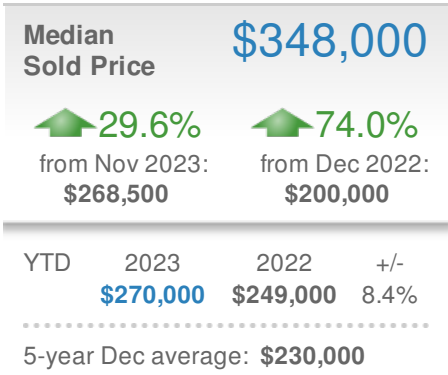 Median
Sold Price
$348,000
29.6%
from Nov 2023:
$268,500
74.0%
from Dec 2022:
$200,000
YTD 2023 2022 +/-
$270,000 $249,000 8.4%
5-year Dec average: $230,000